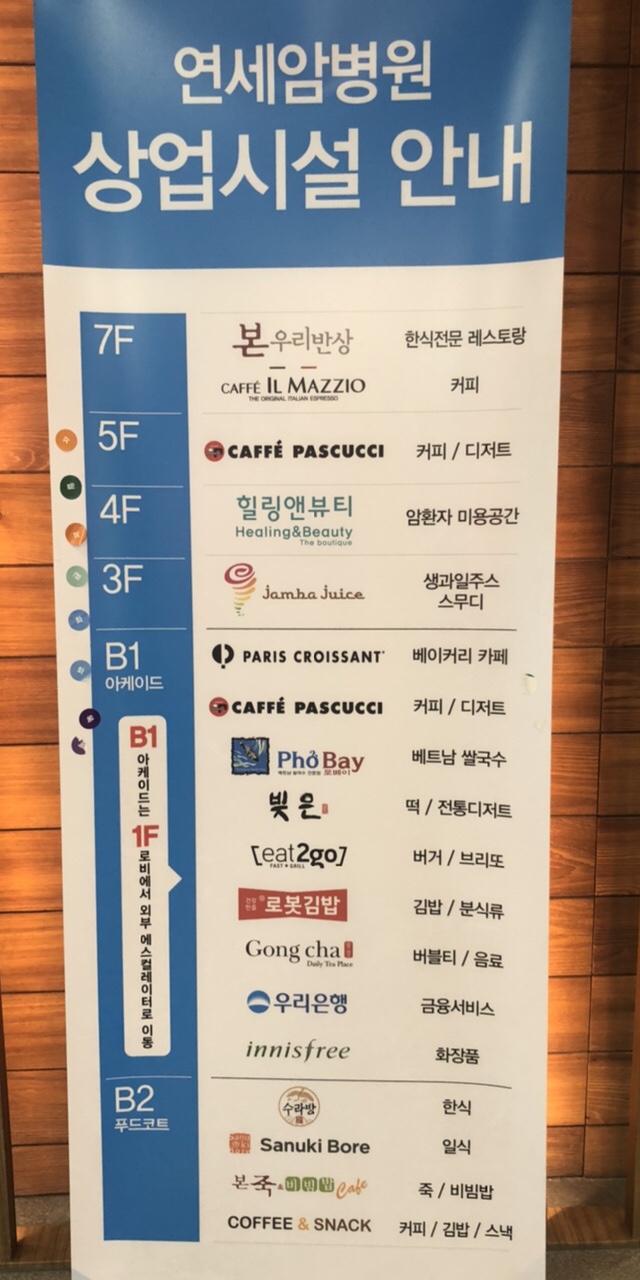 연세암병원
상업시설 안내
7F 본우리반상 한식전문 레스토랑
CAFFÉ IL MAZZIO 커피
THE ORIGINAL ITALIAN ESPRESSO
5F CAFFÉ PASCUCCI 커피 / 디저트
4F 힐링앤뷰티 암환자 미용공간
Healing&Beauty
The boutique
3F jamba juice 생과일주스
스무디
B1 PARIS CROISSANT 베이커리 카페
아케이드
CAFFÉ PASCUCCI 커피 / 디저트
B1 아케이드는 1F 로비에서 외부 에스컬레이터로 이동
Phở Bay 베트남 쌀국수
포베이
빚은 떡 / 전통디저트
[eat2go] 버거 / 브리또
FAST GRILL
로봇김밥 김밥 / 분식류
Gong cha 버블티 / 음료
Daily Tea Place
우리은행 금융서비스
innisfree 화장품
B2 수라방 한식
푸드코트
Sanuki Bore 일식
본죽&비빔밥 Cafe 죽 / 비빔밥
COFFEE & SNACK 커피 / 김밥 / 스낵